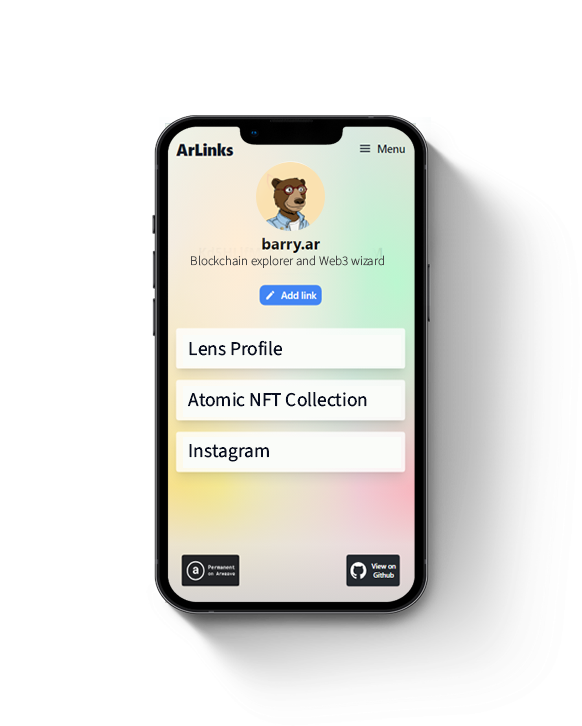 ArLinks
Menu
barry.ar
Blockchain explorer and Web3 wizard
Add link
Lens Profile
Atomic NFT Collection
Instagram
a
Permanent
on Arweave
View on
Github